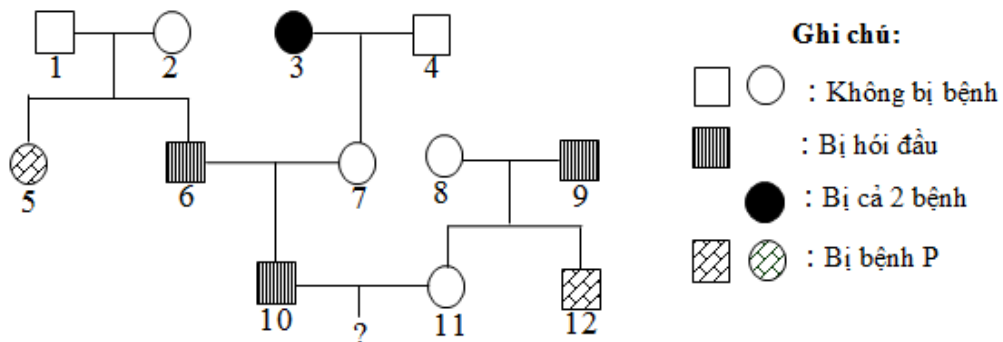 1
2
3
4
Ghi chú:
: Không bị bệnh
: Bị hói đầu
: Bị cả 2 bệnh
: Bị bệnh P
5
6
7
8
9
10
?
11
12